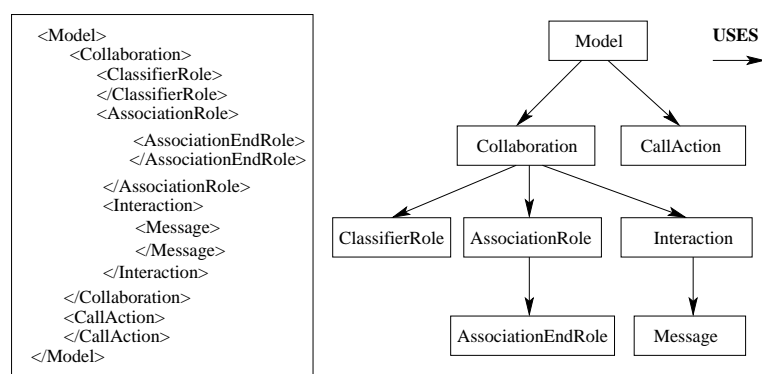 <Model>
<Collaboration>
<ClassifierRole>
</ClassifierRole>
<AssociationRole>
<AssociationEndRole>
</AssociationEndRole>
</AssociationRole>
<Interaction>
<Message>
</Message>
</Interaction>
</Collaboration>
<CallAction>
</CallAction>
</Model>
Model
USES
Collaboration
CallAction
ClassifierRole
AssociationRole
Interaction
AssociationEndRole
Message